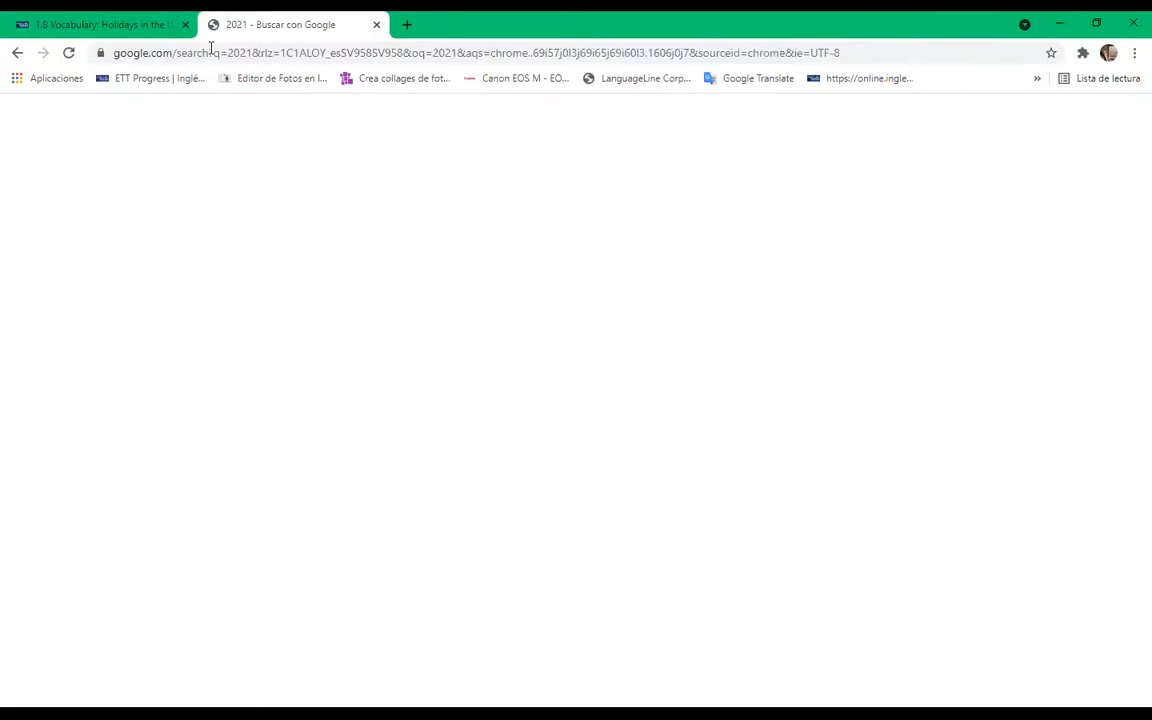 1.8 Vocabulary: Holidays in the U
2021 - Buscar con Google
google.com/search?q=2021&rlz=1C1ALOY_esSV958SV958&oq=2021&aqs=chrome..69i57j0l3j69i65j69i60l3.1606j0j7&sourceid=chrome&ie=UTF-8
Aplicaciones ETT Progress | Inglé... Editor de Fotos en l... Crea collages de fot... Canon EOS M - EO... LanguageLine Corp... Google Translate https://online.ingle... » Lista de lectura